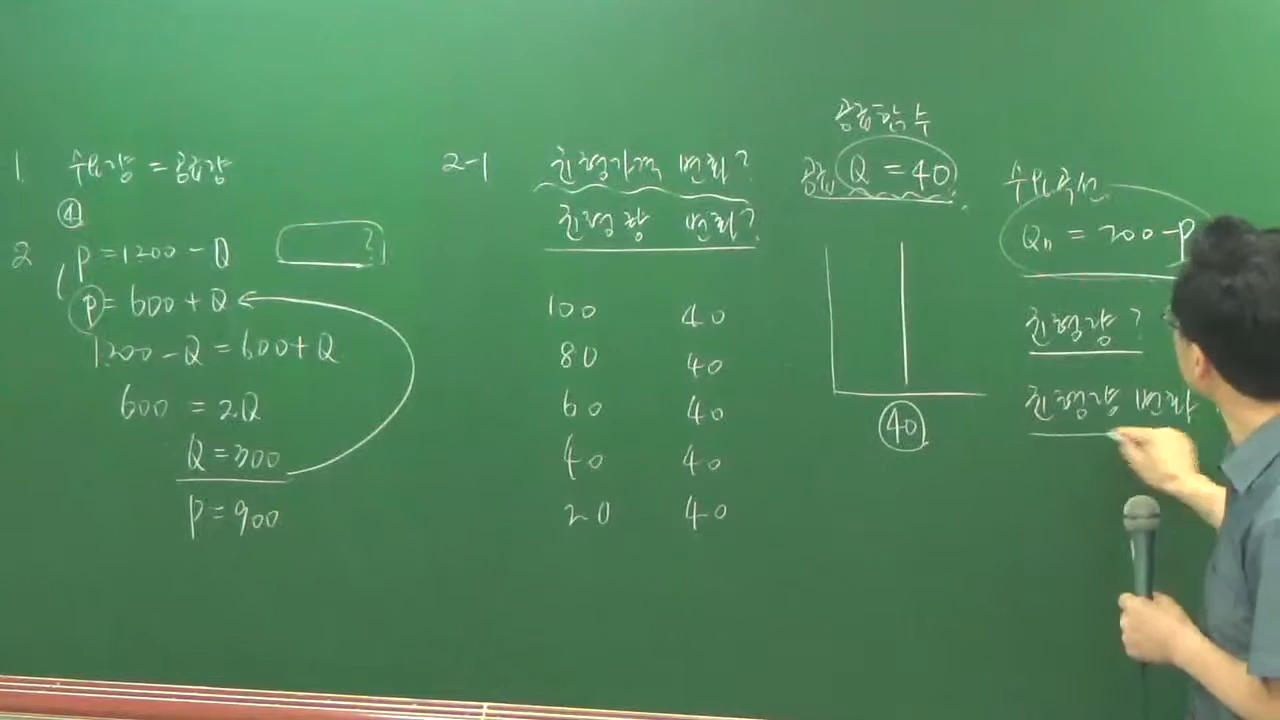 1 수요량 = 공급량
④
2 P = 1200 - Q ?
P = 600 + Q
1200 - Q = 600 + Q
600 = 2Q
Q = 300
P = 900
2-1 균형가격 변화?
균형량 변화?
100 40
80 40
60 40
40 40
20 40
공급함수
공급 Q = 40
40
수요곡선
= 200 - P
균형량?
균형량 변화